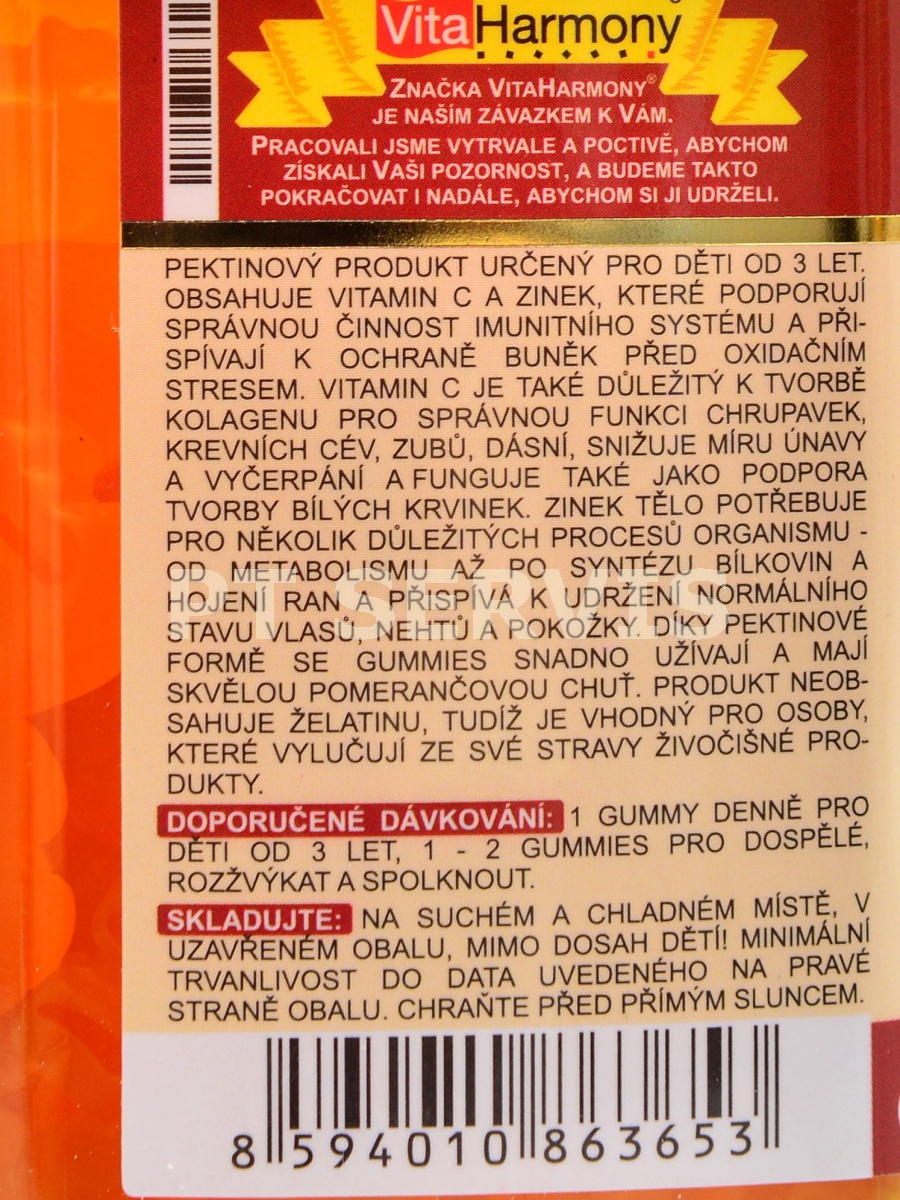 VitaHarmony®
ZNAČKA VITAHARMONY®
JE NAŠÍM ZÁVAZKEM K VÁM.
PRACOVALI JSME VYTRVALE A POCTIVĚ, ABYCHOM
ZÍSKALI VAŠI POZORNOST, A BUDEME TAKTO
POKRAČOVAT I NADÁLE, ABYCHOM SI JI UDRŽELI.
PEKTINOVÝ PRODUKT URČENÝ PRO DĚTI OD 3 LET.
OBSAHUJE VITAMIN C A ZINEK, KTERÉ PODPORUJÍ
SPRÁVNOU ČINNOST IMUNITNÍHO SYSTÉMU A PŘI-
SPÍVAJÍ K OCHRANĚ BUNĚK PŘED OXIDAČNÍM
STRESEM. VITAMIN C JE TAKÉ DŮLEŽITÝ K TVORBĚ
KOLAGENU PRO SPRÁVNOU FUNKCI CHRUPAVEK,
KREVNÍCH CÉV, ZUBŮ, DÁSNÍ, SNIŽUJE MÍRU ÚNAVY
A VYČERPÁNÍ A FUNGUJE TAKÉ JAKO PODPORA
TVORBY BÍLÝCH KRVINEK. ZINEK TĚLO POTŘEBUJE
PRO NĚKOLIK DŮLEŽITÝCH PROCESŮ ORGANISMU -
OD METABOLISMU AŽ PO SYNTÉZU BÍLKOVIN A
HOJENÍ RAN A PŘISPÍVÁ K UDRŽENÍ NORMÁLNÍHO
PT SERVIS
STAVU VLASŮ, NEHTŮ A POKOŽKY. DÍKY PEKTINOVÉ
FORMĚ SE GUMMIES SNADNO UŽÍVAJÍ A MAJÍ
SKVĚLOU POMERANČOVOU CHUŤ. PRODUKT NEOB-
SAHUJE ŽELATINU, TUDÍŽ JE VHODNÝ PRO OSOBY,
KTERÉ VYLUČUJÍ ZE SVÉ STRAVY ŽIVOČIŠNÉ PRO-
DUKTY.
DOPORUČENÉ DÁVKOVÁNÍ: 1 GUMMY DENNĚ PRO
DĚTI OD 3 LET, 1 - 2 GUMMIES PRO DOSPĚLÉ,
ROZŽVÝKAT A SPOLKNOUT.
SKLADUJTE: NA SUCHÉM A CHLADNÉM MÍSTĚ, V
UZAVŘENÉM OBALU, MIMO DOSAH DĚTÍ! MINIMÁLNÍ
TRVANLIVOST DO DATA UVEDENÉHO NA PRAVÉ
STRANĚ OBALU. CHRAŇTE PŘED PŘÍMÝM SLUNCEM.
8 594010 863653